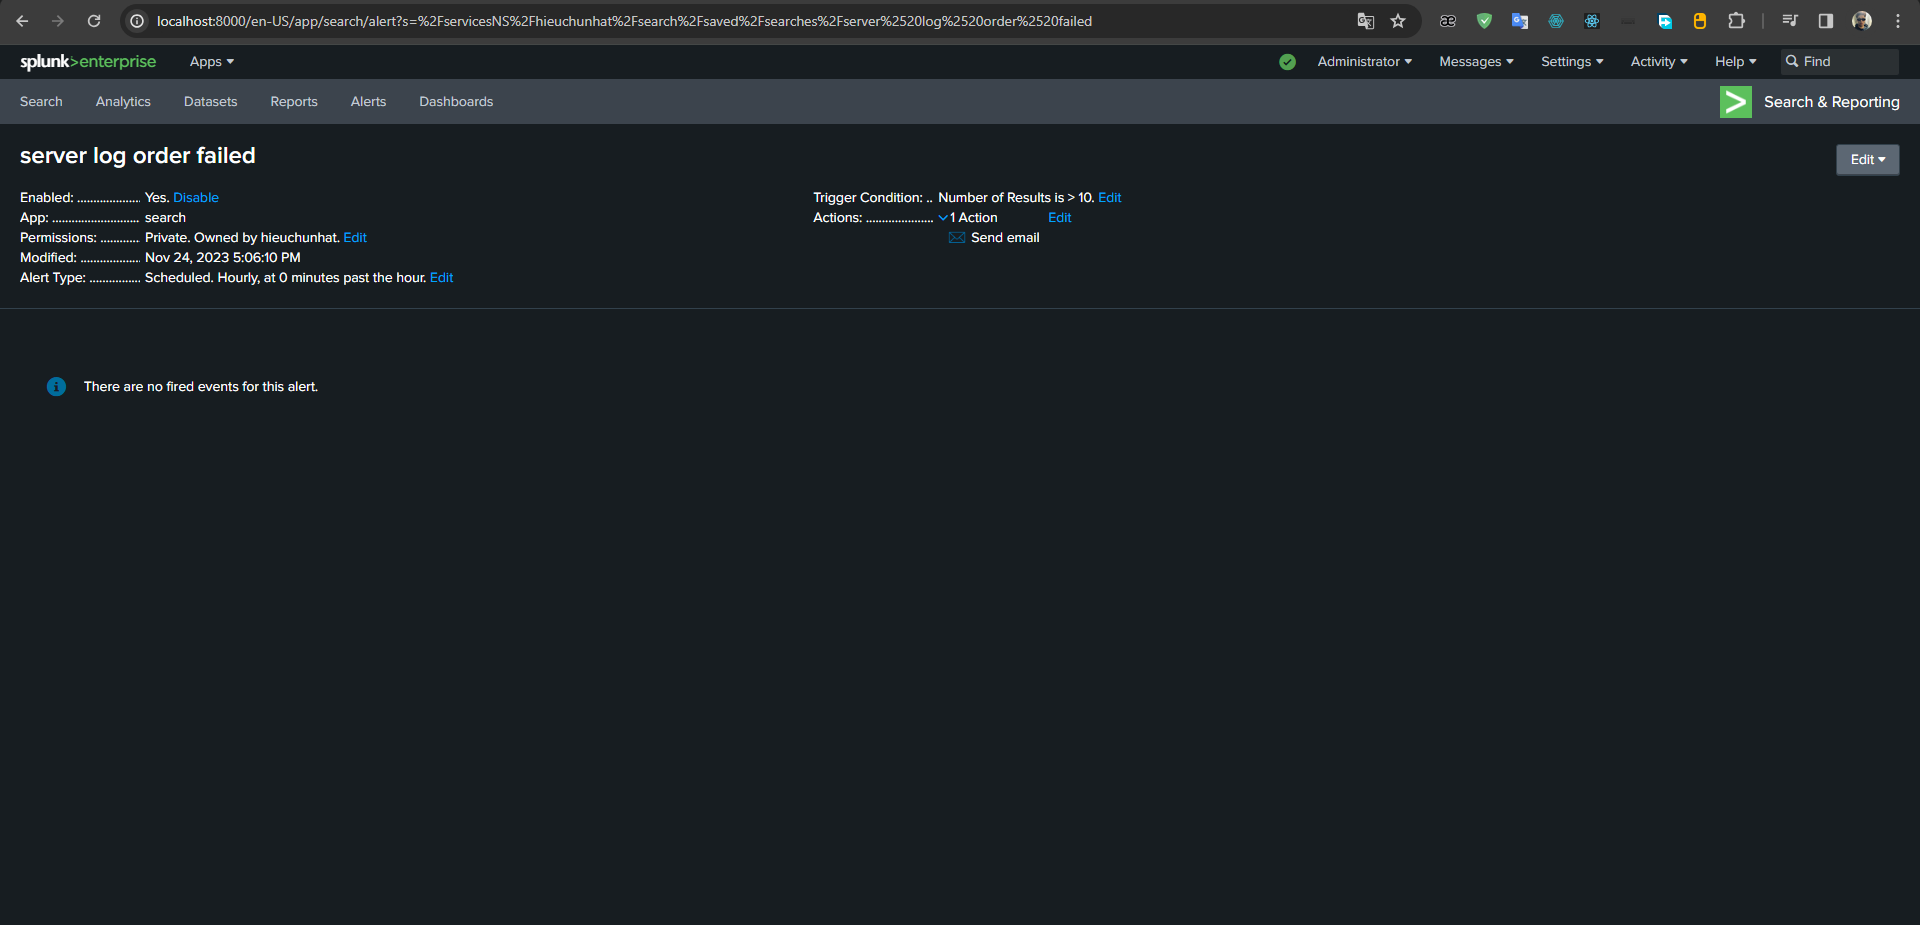 localhost:8000/en-US/app/search/alert?s=%2FservicesNS%2Fhieuchunhat%2Fsearch%2Fsaved%2Fsearches%2Fserver%2520log%2520order%2520failed
splunk>enterprise Apps Administrator Messages Settings Activity Help Find
Search Analytics Datasets Reports Alerts Dashboards Search & Reporting
server log order failed
Edit
Enabled: .................... Yes. Disable
App: ........................... search
Permissions: ............ Private. Owned by hieuchunhat. Edit
Modified: ................... Nov 24, 2023 5:06:10 PM
Alert Type: ................ Scheduled. Hourly, at 0 minutes past the hour. Edit
Trigger Condition: .. Number of Results is > 10. Edit
Actions: ..................... 1 Action Edit
Send email
There are no fired events for this alert.